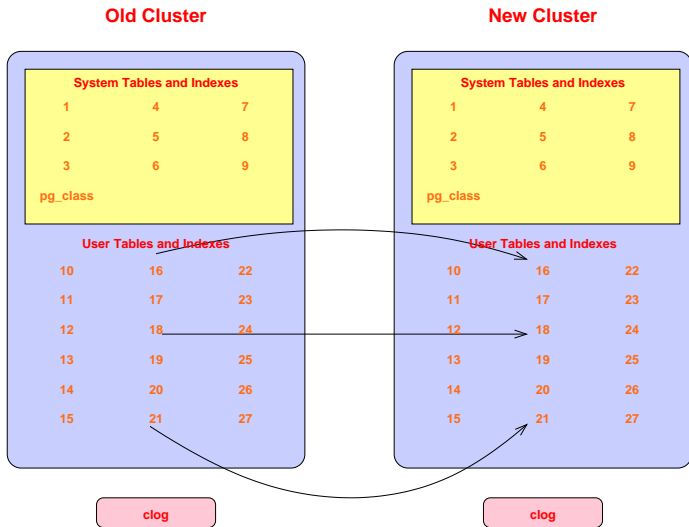 Old Cluster
System Tables and Indexes
1 4 7
2 5 8
3 6 9
pg_class
User Tables and Indexes
10 16 22
11 17 23
12 18 24
13 19 25
14 20 26
15 21 27
clog
New Cluster
System Tables and Indexes
1 4 7
2 5 8
3 6 9
pg_class
User Tables and Indexes
10 16 22
11 17 23
12 18 24
13 19 25
14 20 26
15 21 27
clog